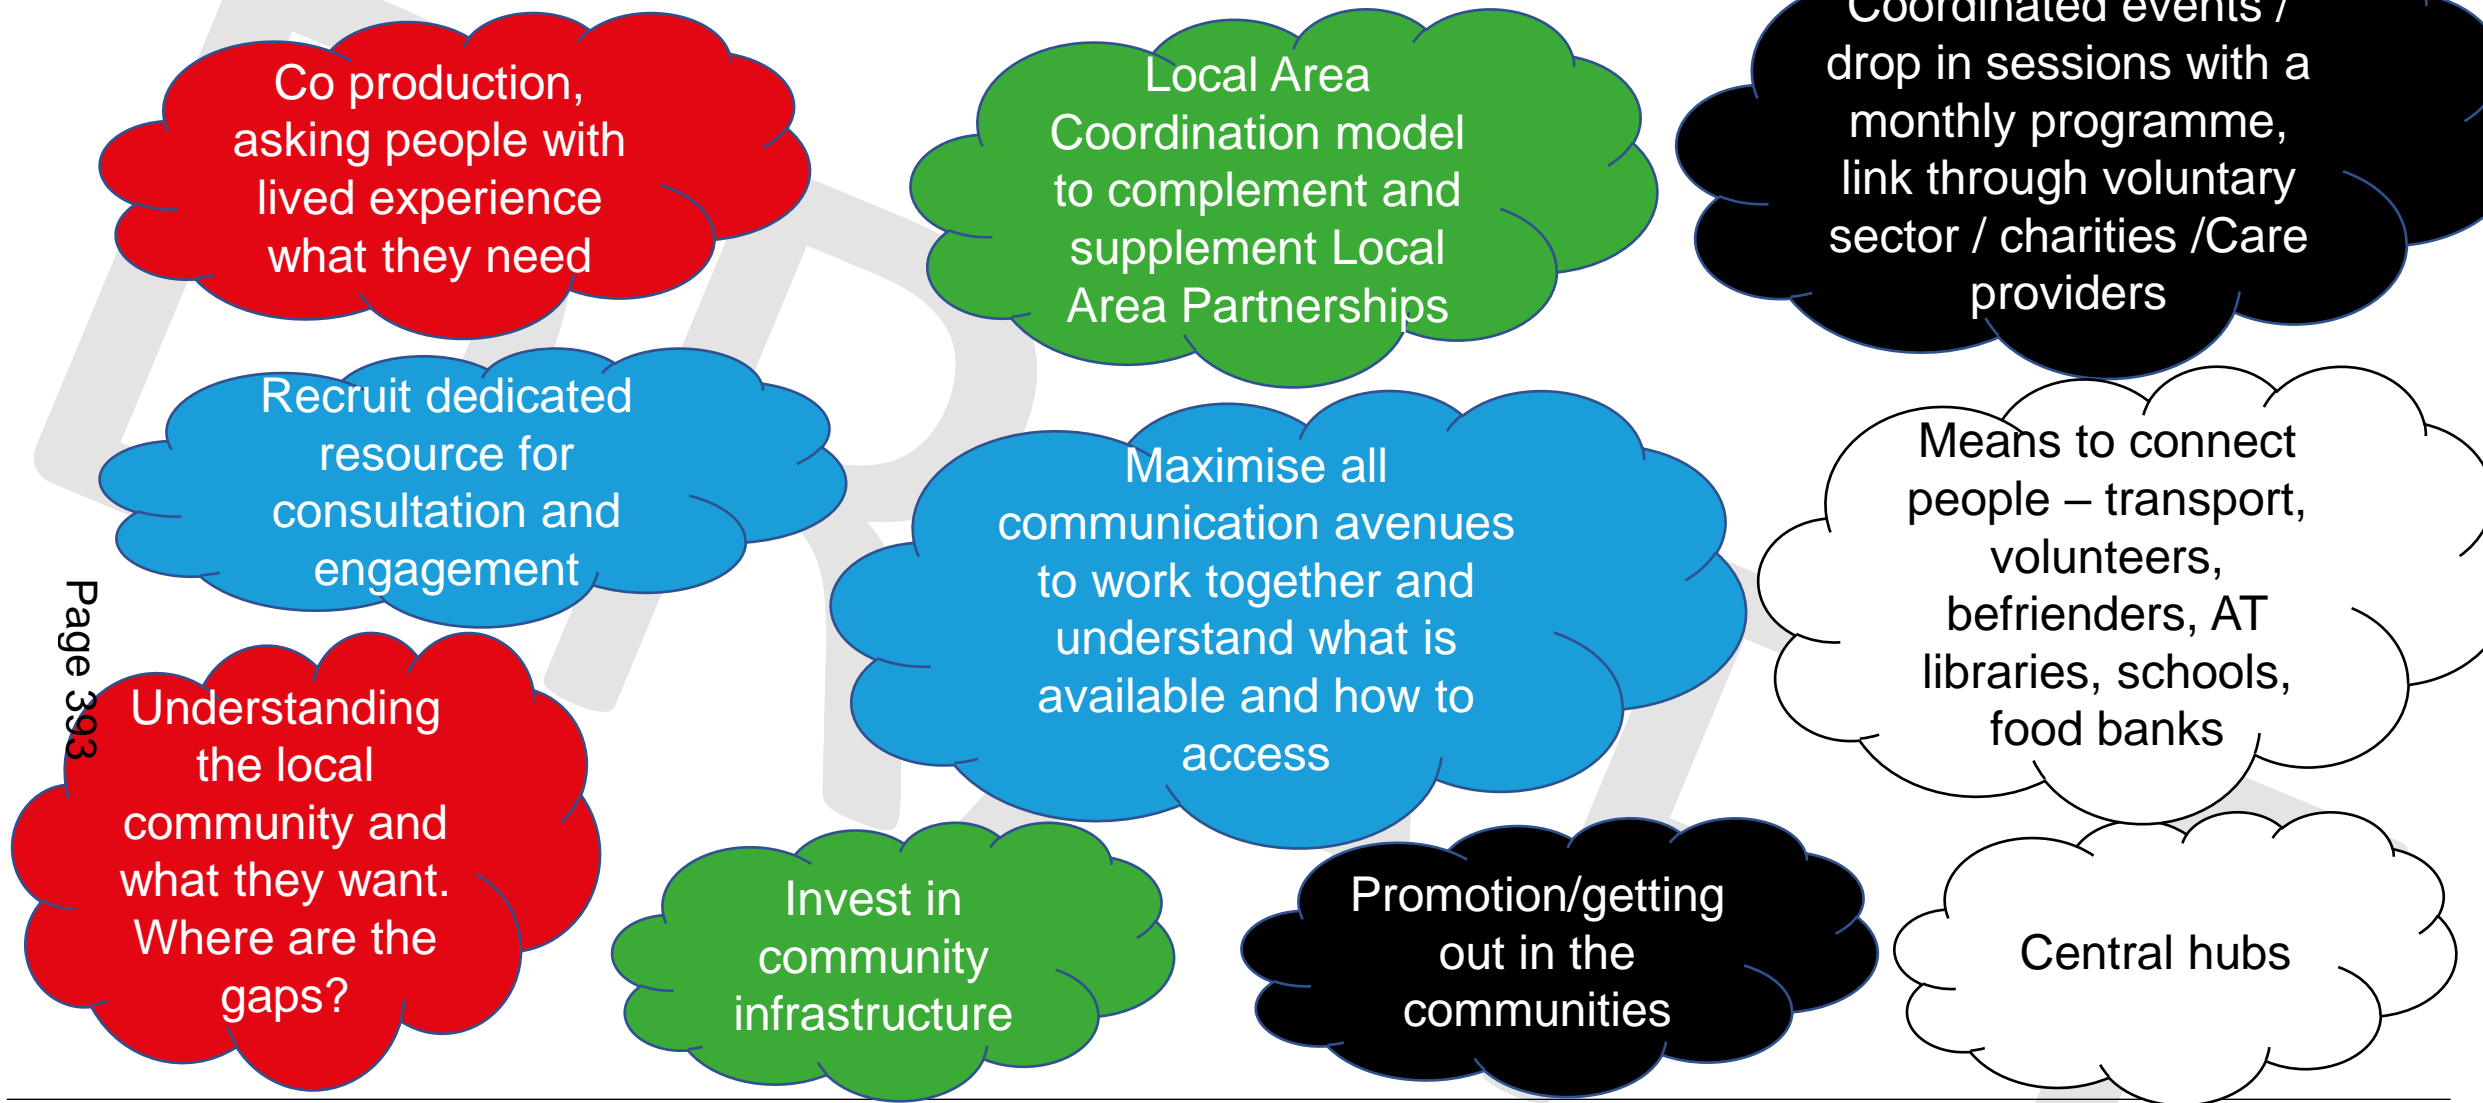 Co production,
asking people with
lived experience
what they need
Local Area
Coordination model
to complement and
supplement Local
Area Partnerships
Coordinated events /
drop in sessions with a
monthly programme,
link through voluntary
sector / charities /Care
providers
Recruit dedicated
resource for
consultation and
engagement
Maximise all
communication avenues
to work together and
understand what is
available and how to
access
Means to connect
people – transport,
volunteers,
befrienders, AT
libraries, schools,
food banks
Page 393
Understanding
the local
community and
what they want.
Where are the
gaps?
Invest in
community
infrastructure
Promotion/getting
out in the
communities
Central hubs